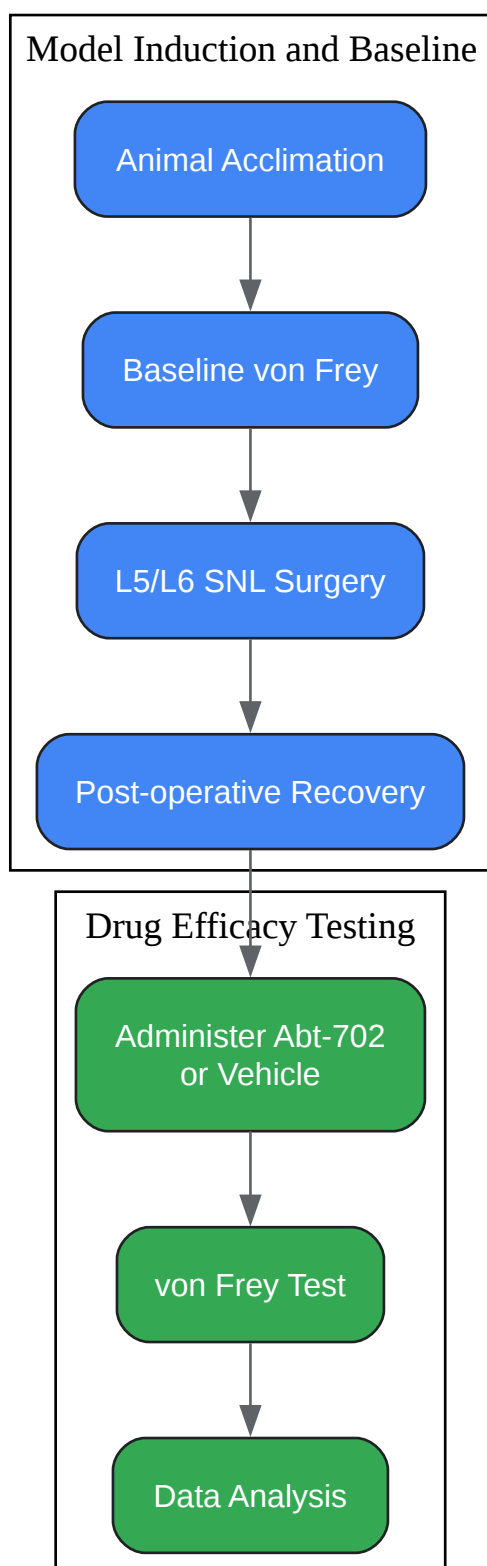 Model Induction and Baseline
Animal Acclimation
Baseline von Frey
L5/L6 SNL Surgery
Post-operative Recovery
Drug Efficacy Testing
Administer Abt-702
or Vehicle
von Frey Test
Data Analysis